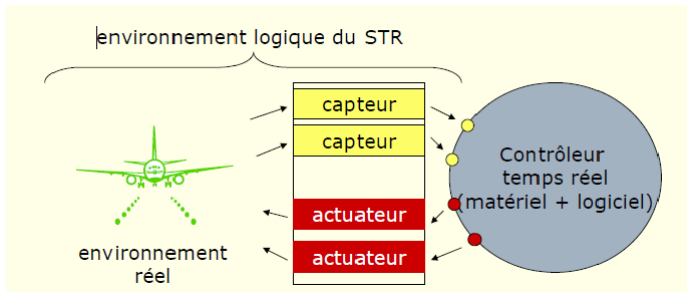 environnement logique du STR
capteur
capteur
Contrôleur
temps réel
(matériel + logiciel)
actuateur
actuateur
environnement
réel